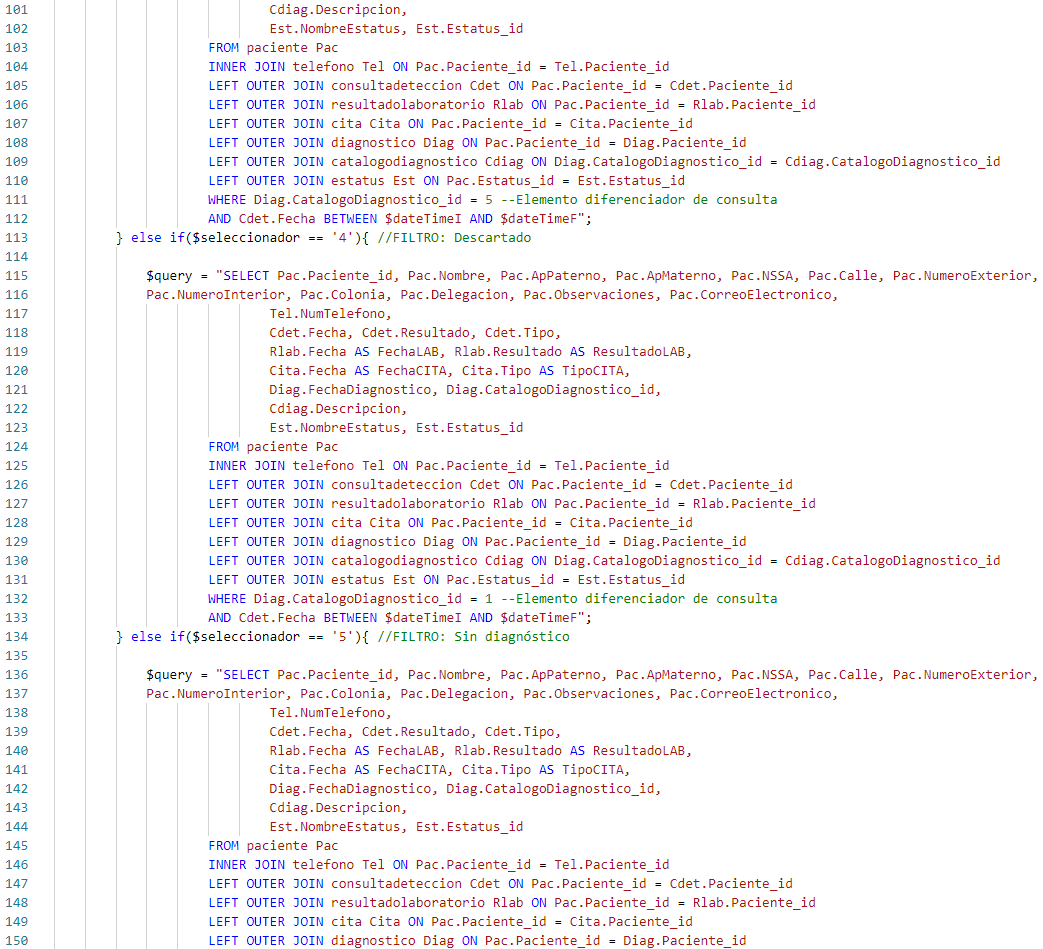 101 Cdiag.Descripcion,
102 Est.NombreEstatus, Est.Estatus_id
103 FROM paciente Pac
104 INNER JOIN telefono Tel ON Pac.Paciente_id = Tel.Paciente_id
105 LEFT OUTER JOIN consultadeteccion Cdet ON Pac.Paciente_id = Cdet.Paciente_id
106 LEFT OUTER JOIN resultadolaboratorio Rlab ON Pac.Paciente_id = Rlab.Paciente_id
107 LEFT OUTER JOIN cita Cita ON Pac.Paciente_id = Cita.Paciente_id
108 LEFT OUTER JOIN diagnostico Diag ON Pac.Paciente_id = Diag.Paciente_id
109 LEFT OUTER JOIN catalogodiagnostico Cdiag ON Diag.CatalogoDiagnostico_id = Cdiag.CatalogoDiagnostico_id
110 LEFT OUTER JOIN estatus Est ON Pac.Estatus_id = Est.Estatus_id
111 WHERE Diag.CatalogoDiagnostico_id = 5 --Elemento diferenciador de consulta
112 AND Cdet.Fecha BETWEEN $dateTimeI AND $dateTimeF";
113 } else if($seleccionador == '4'){ //FILTRO: Descartado
114
115 $query = "SELECT Pac.Paciente_id, Pac.Nombre, Pac.ApPaterno, Pac.ApMaterno, Pac.NSSA, Pac.Calle, Pac.NumeroExterior,
116 Pac.NumeroInterior, Pac.Colonia, Pac.Delegacion, Pac.Observaciones, Pac.CorreoElectronico,
117 Tel.NumTelefono,
118 Cdet.Fecha, Cdet.Resultado, Cdet.Tipo,
119 Rlab.Fecha AS FechaLAB, Rlab.Resultado AS ResultadoLAB,
120 Cita.Fecha AS FechaCITA, Cita.Tipo AS TipoCITA,
121 Diag.FechaDiagnostico, Diag.CatalogoDiagnostico_id,
122 Cdiag.Descripcion,
123 Est.NombreEstatus, Est.Estatus_id
124 FROM paciente Pac
125 INNER JOIN telefono Tel ON Pac.Paciente_id = Tel.Paciente_id
126 LEFT OUTER JOIN consultadeteccion Cdet ON Pac.Paciente_id = Cdet.Paciente_id
127 LEFT OUTER JOIN resultadolaboratorio Rlab ON Pac.Paciente_id = Rlab.Paciente_id
128 LEFT OUTER JOIN cita Cita ON Pac.Paciente_id = Cita.Paciente_id
129 LEFT OUTER JOIN diagnostico Diag ON Pac.Paciente_id = Diag.Paciente_id
130 LEFT OUTER JOIN catalogodiagnostico Cdiag ON Diag.CatalogoDiagnostico_id = Cdiag.CatalogoDiagnostico_id
131 LEFT OUTER JOIN estatus Est ON Pac.Estatus_id = Est.Estatus_id
132 WHERE Diag.CatalogoDiagnostico_id = 1 --Elemento diferenciador de consulta
133 AND Cdet.Fecha BETWEEN $dateTimeI AND $dateTimeF";
134 } else if($seleccionador == '5'){ //FILTRO: Sin diagnóstico
135
136 $query = "SELECT Pac.Paciente_id, Pac.Nombre, Pac.ApPaterno, Pac.ApMaterno, Pac.NSSA, Pac.Calle, Pac.NumeroExterior,
137 Pac.NumeroInterior, Pac.Colonia, Pac.Delegacion, Pac.Observaciones, Pac.CorreoElectronico,
138 Tel.NumTelefono,
139 Cdet.Fecha, Cdet.Resultado, Cdet.Tipo,
140 Rlab.Fecha AS FechaLAB, Rlab.Resultado AS ResultadoLAB,
141 Cita.Fecha AS FechaCITA, Cita.Tipo AS TipoCITA,
142 Diag.FechaDiagnostico, Diag.CatalogoDiagnostico_id,
143 Cdiag.Descripcion,
144 Est.NombreEstatus, Est.Estatus_id
145 FROM paciente Pac
146 INNER JOIN telefono Tel ON Pac.Paciente_id = Tel.Paciente_id
147 LEFT OUTER JOIN consultadeteccion Cdet ON Pac.Paciente_id = Cdet.Paciente_id
148 LEFT OUTER JOIN resultadolaboratorio Rlab ON Pac.Paciente_id = Rlab.Paciente_id
149 LEFT OUTER JOIN cita Cita ON Pac.Paciente_id = Cita.Paciente_id
150 LEFT OUTER JOIN diagnostico Diag ON Pac.Paciente_id = Diag.Paciente_id